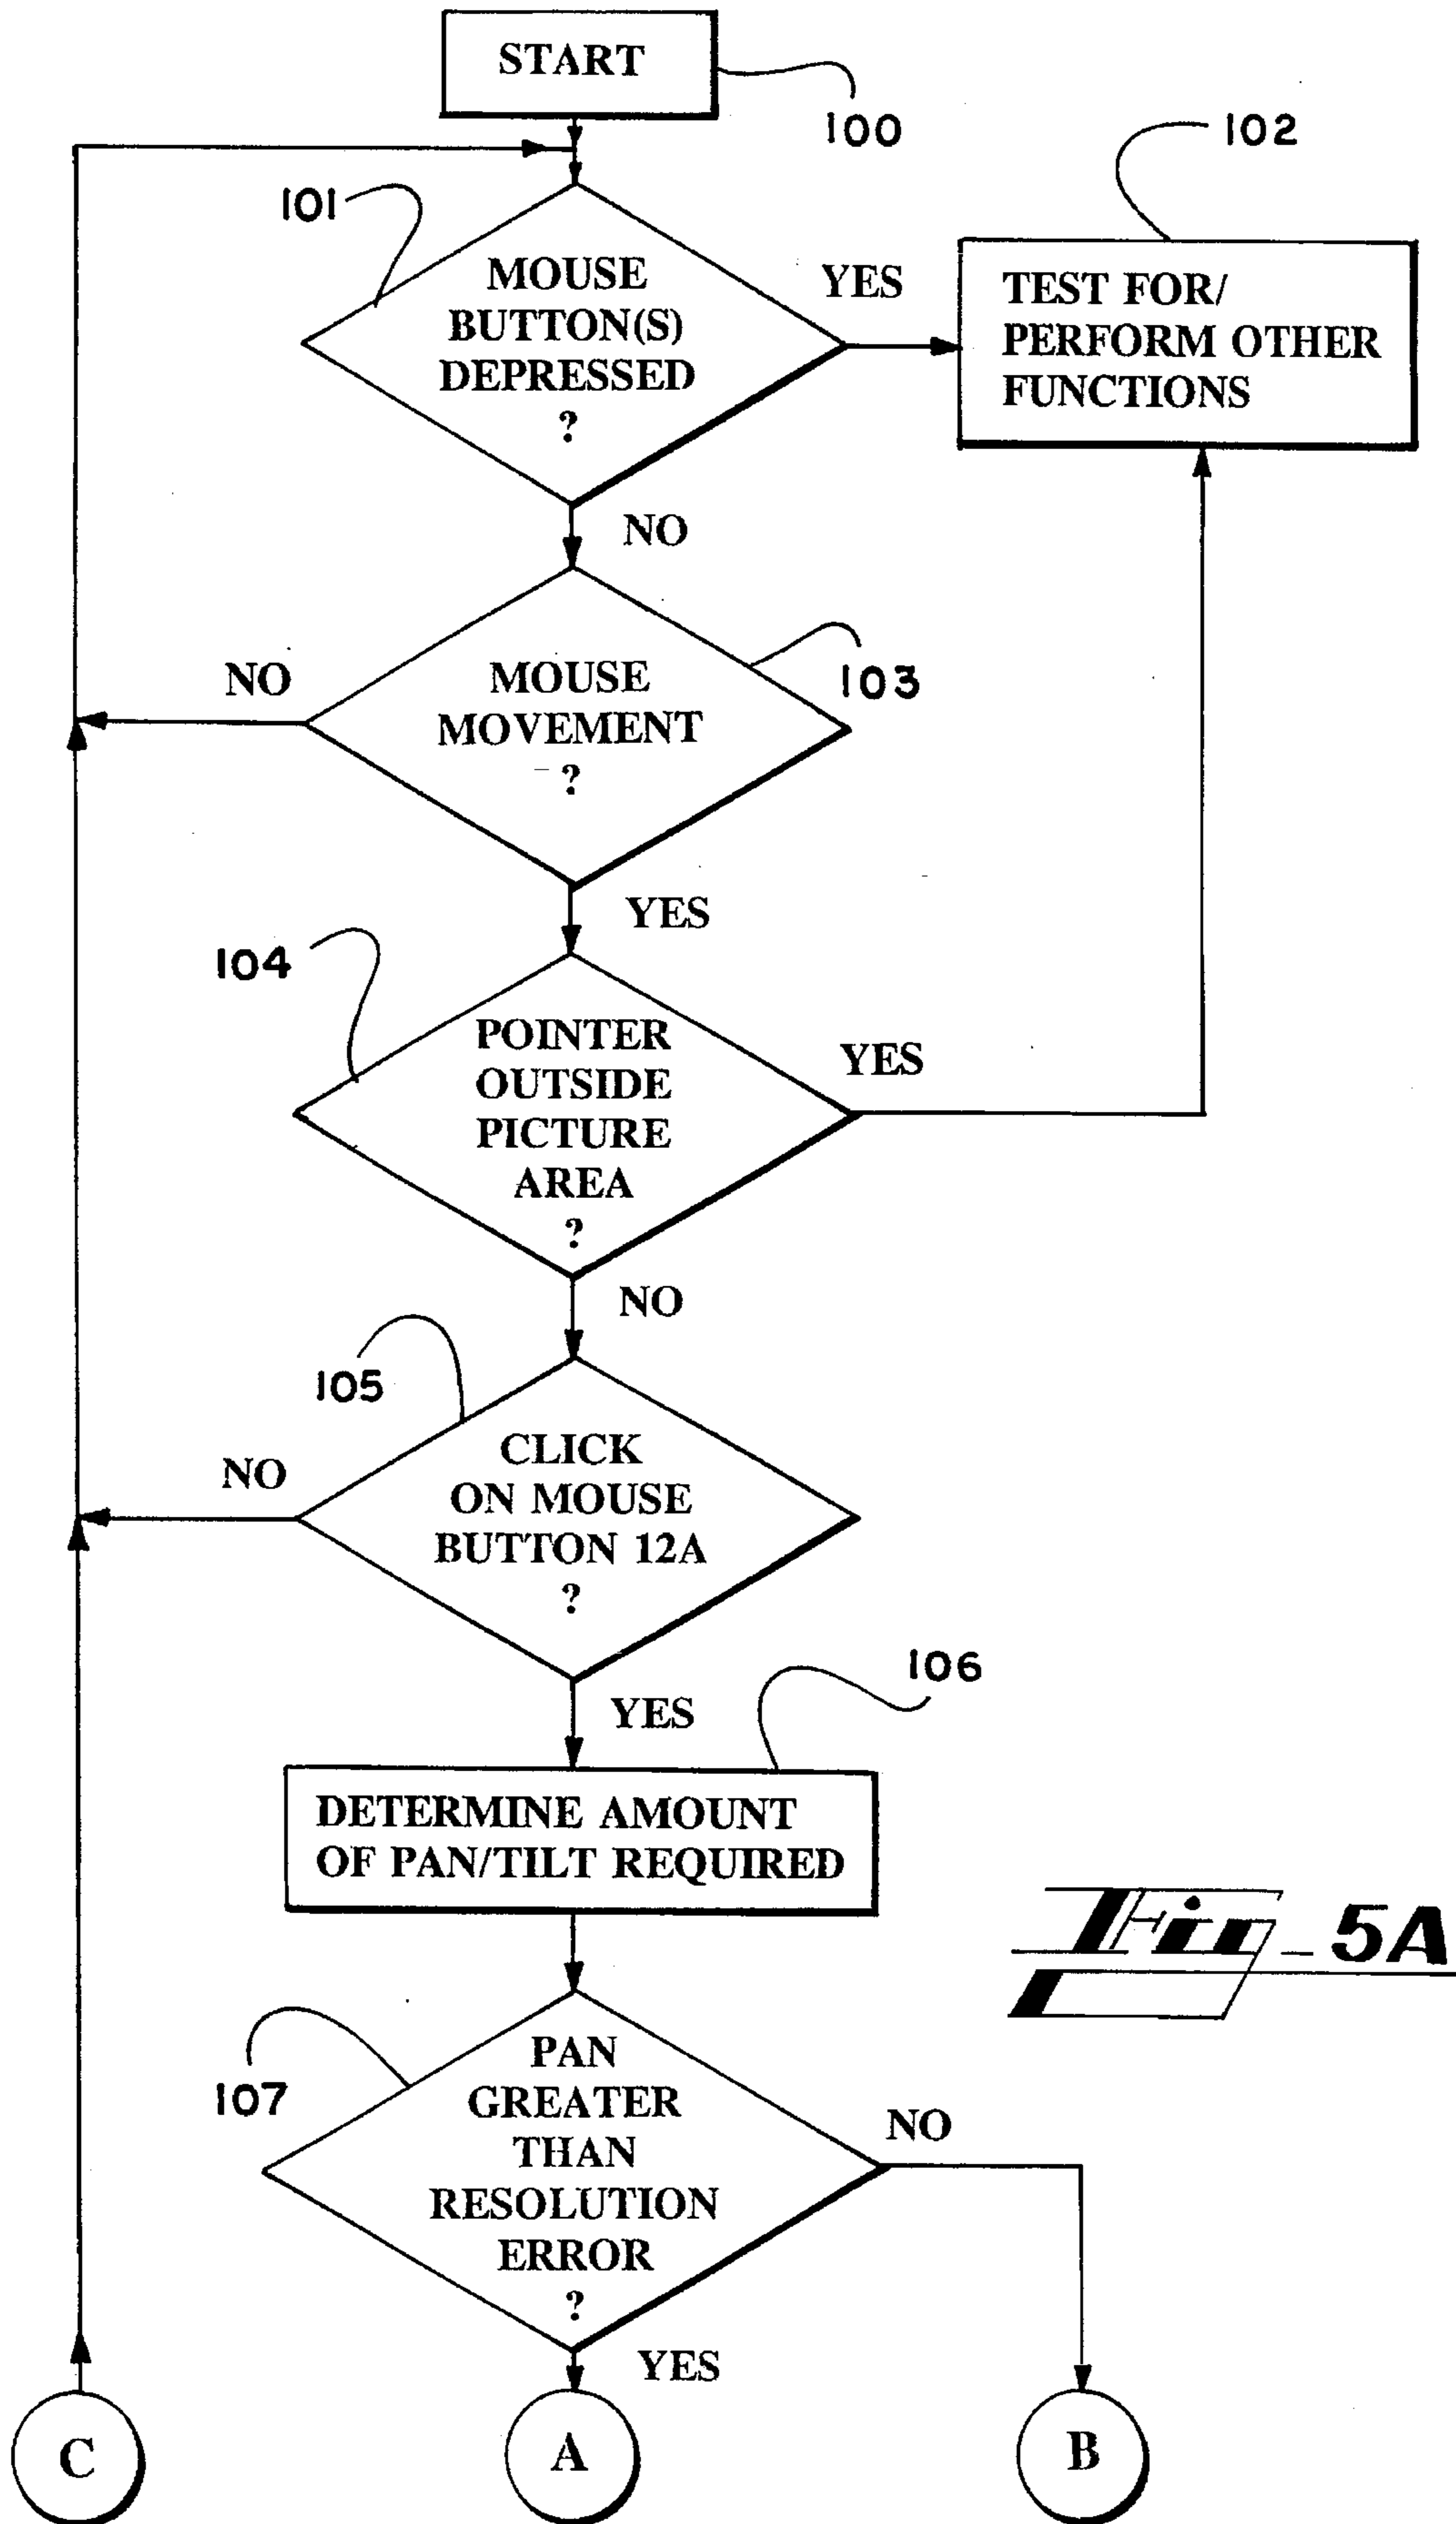 START
100
102
101
MOUSE
BUTTON(S)
DEPRESSED
?
YES
TEST FOR/
PERFORM OTHER
FUNCTIONS
NO
NO
MOUSE
MOVEMENT
?
103
YES
104
POINTER
OUTSIDE
PICTURE
AREA
?
YES
NO
105
NO
CLICK
ON MOUSE
BUTTON 12A
?
106
YES
DETERMINE AMOUNT
OF PAN/TILT REQUIRED
Fig_5A
107
PAN
GREATER
THAN
RESOLUTION
ERROR
?
NO
YES
C
A
B